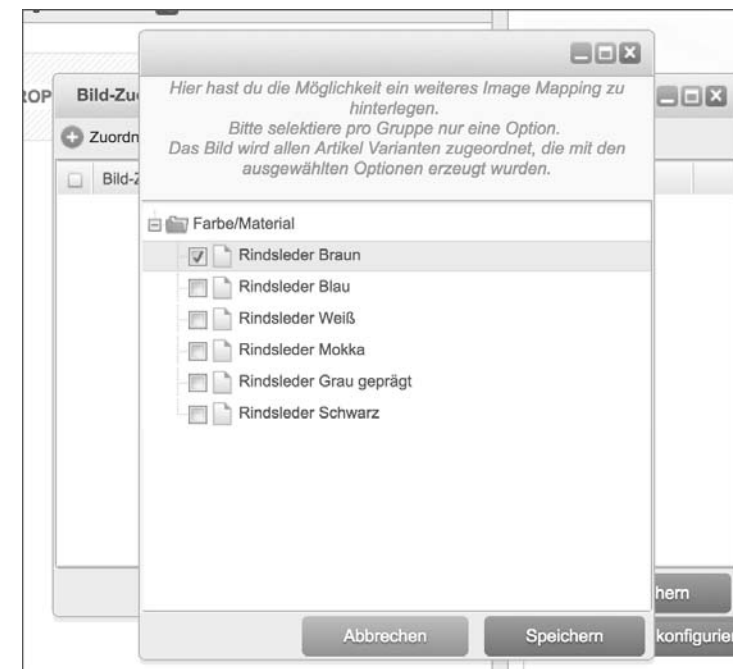 Hier hast du die Möglichkeit ein weiteres Image Mapping zu
hinterlegen.
Bitte selektiere pro Gruppe nur eine Option.
Das Bild wird allen Artikel Varianten zugeordnet, die mit den
ausgewählten Optionen erzeugt wurden.
OP
Bild-Zu
Zuordn
Bild-Z
Farbe/Material
Rindsleder Braun
Rindsleder Blau
Rindsleder Weiß
Rindsleder Mokka
Rindsleder Grau geprägt
Rindsleder Schwarz
hern
Abbrechen
Speichern
konfigurie